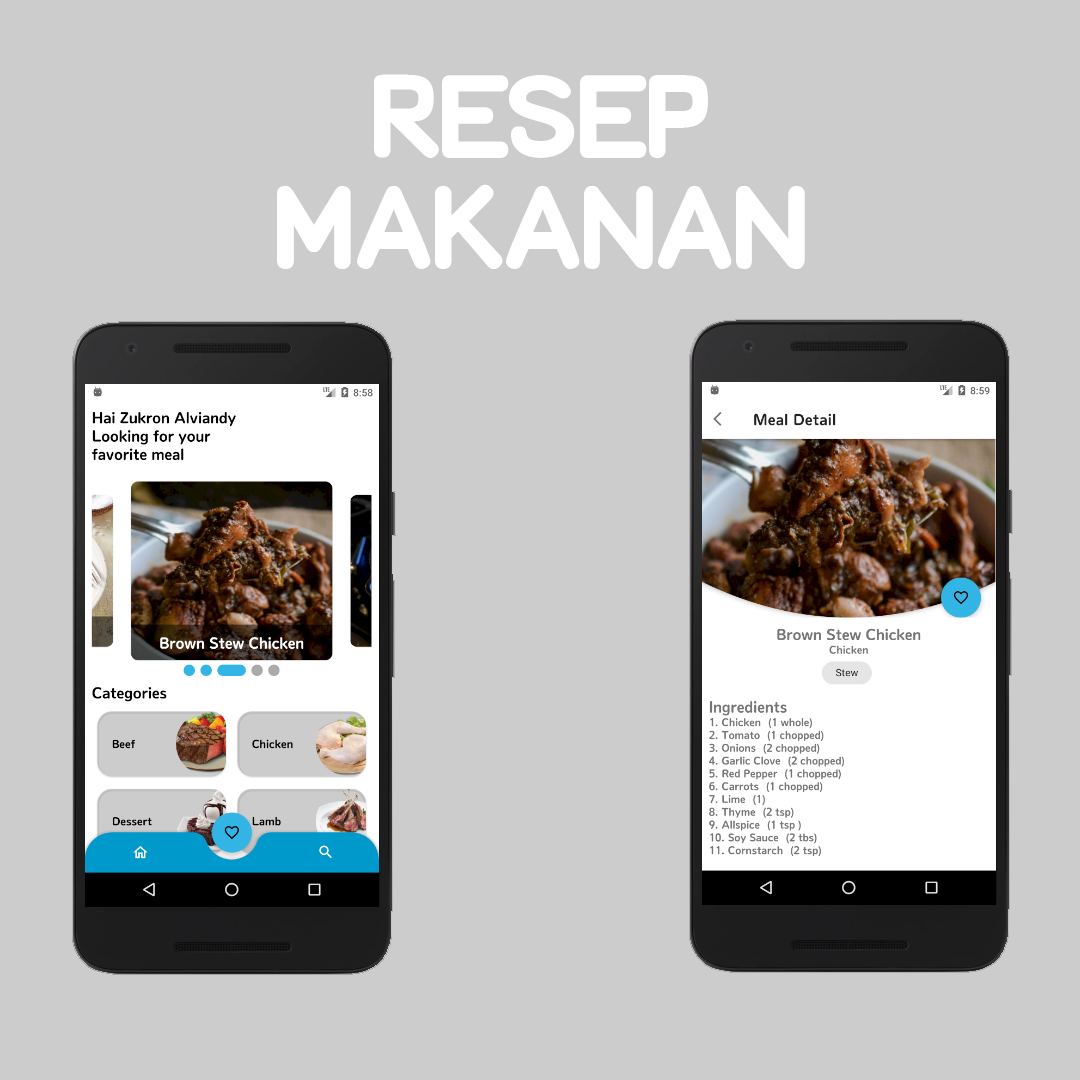 RESEP
MAKANAN
LTE 8:58
Hai Zukron Alviandy
Looking for your
favorite meal
Brown Stew Chicken
Categories
Beef
Chicken
Dessert
Lamb
LTE 8:59
Meal Detail
Brown Stew Chicken
Chicken
Stew
Ingredients
1. Chicken (1 whole)
2. Tomato (1 chopped)
3. Onions (2 chopped)
4. Garlic Clove (2 chopped)
5. Red Pepper (1 chopped)
6. Carrots (1 chopped)
7. Lime (1)
8. Thyme (2 tsp)
9. Allspice (1 tsp )
10. Soy Sauce (2 tbs)
11. Cornstarch (2 tsp)